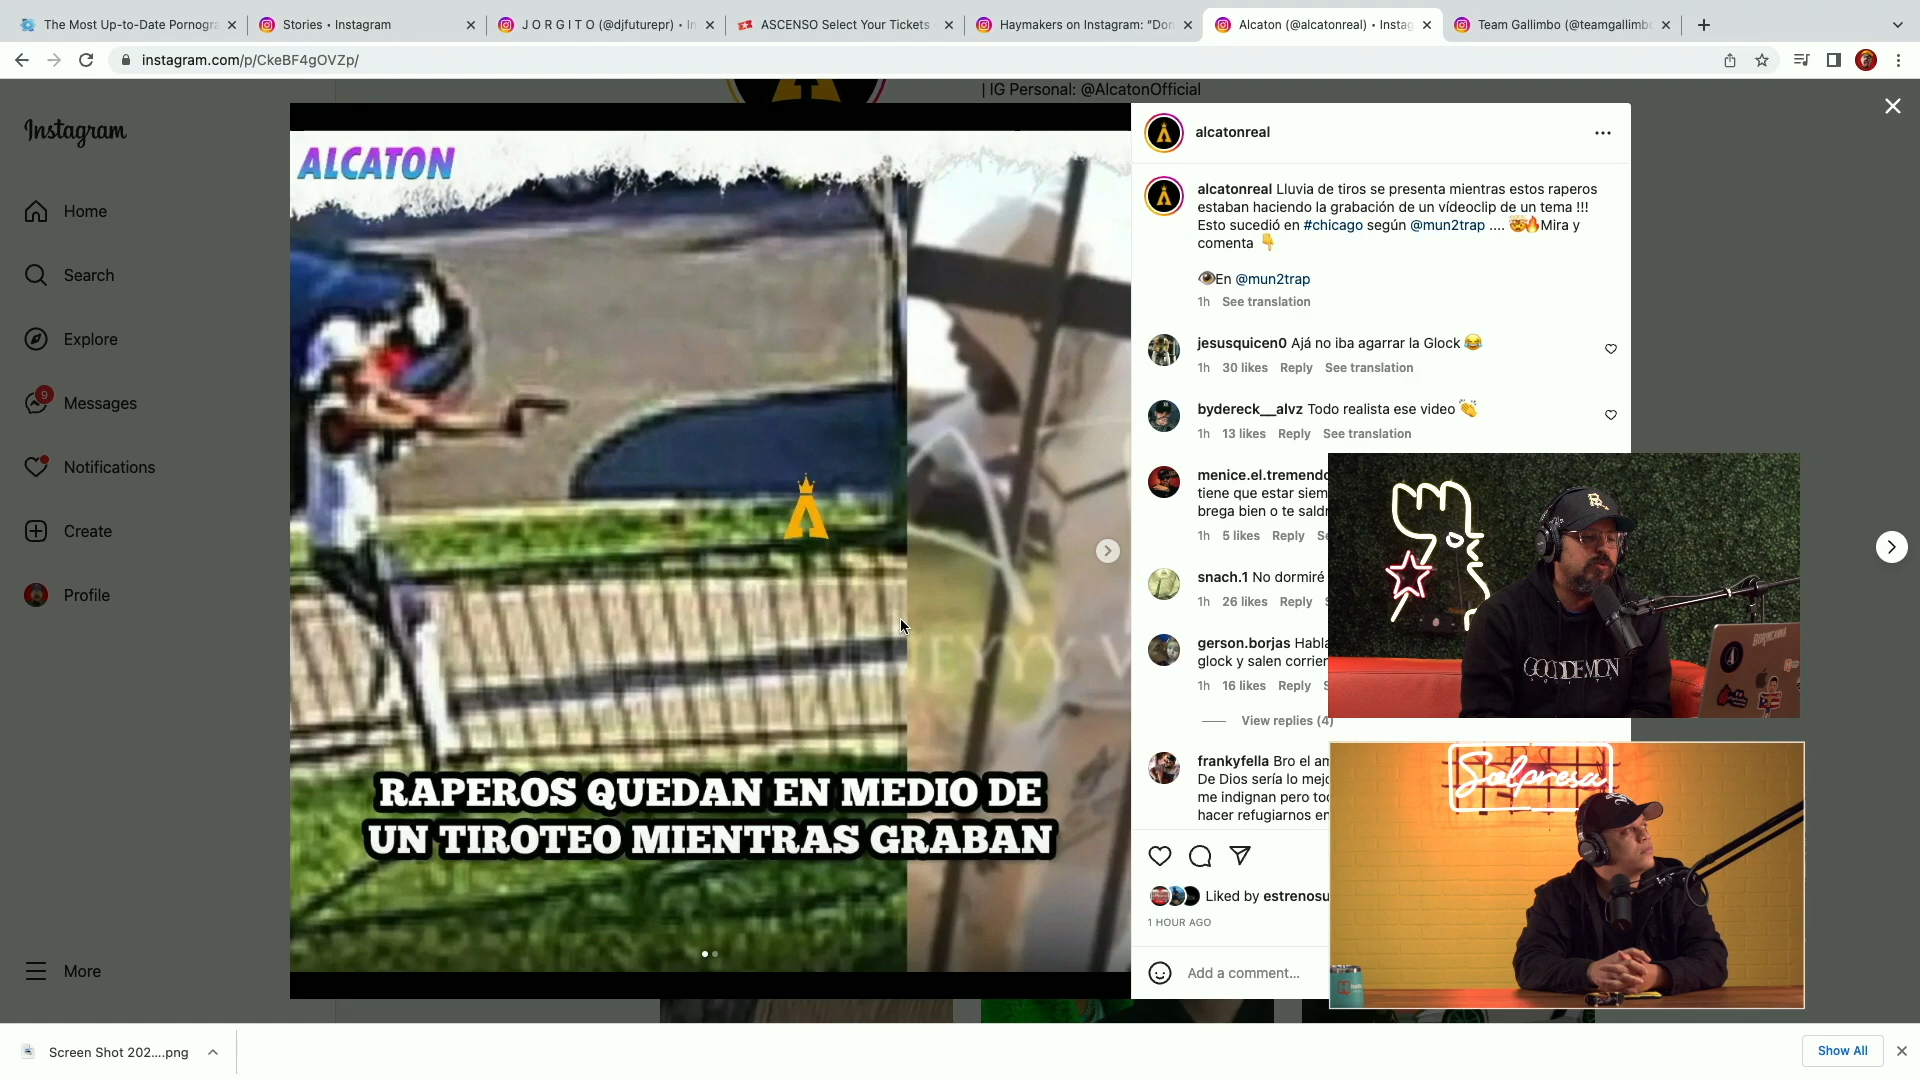 The Most Up-to-Date Pornogra
Stories • Instagram
J O R G I T O (@djfuturepr) • In
ASCENSO Select Your Tickets
Haymakers on Instagram: "Don
Alcaton (@alcatonreal) • Instag
Team Gallimbo (@teamgallimb
instagram.com/p/CkeBF4gOVZp/
Instagram
Home
Search
Explore
9
Messages
Notifications
Create
Profile
More
| IG Personal: @AlcatonOfficial
ALCATON
RAPEROS QUEDAN EN MEDIO DE
UN TIROTEO MIENTRAS GRABAN
alcatonreal
alcatonreal Lluvia de tiros se presenta mientras estos raperos
estaban haciendo la grabación de un vídeoclip de un tema !!!
Esto sucedió en #chicago según @mun2trap .... 🤯🔥Mira y
comenta 👇
👁️En @mun2trap
1h See translation
jesusquicen0 Ajá no iba agarrar la Glock 😂
1h 30 likes Reply See translation
bydereck__alvz Todo realista ese video 👏
1h 13 likes Reply See translation
menice.el.tremendo
tiene que estar siem
brega bien o te saldr
1h 5 likes Reply Se
snach.1 No dormiré
1h 26 likes Reply S
gerson.borjas Habla
glock y salen corrien
1h 16 likes Reply S
View replies (4)
frankyfella Bro el am
De Dios sería lo mejo
me indignan pero tod
hacer refugiarnos en
Liked by estrenosu
1 HOUR AGO
Add a comment...
GOOD DEMON
Sælpresa
Screen Shot 202....png
Show All